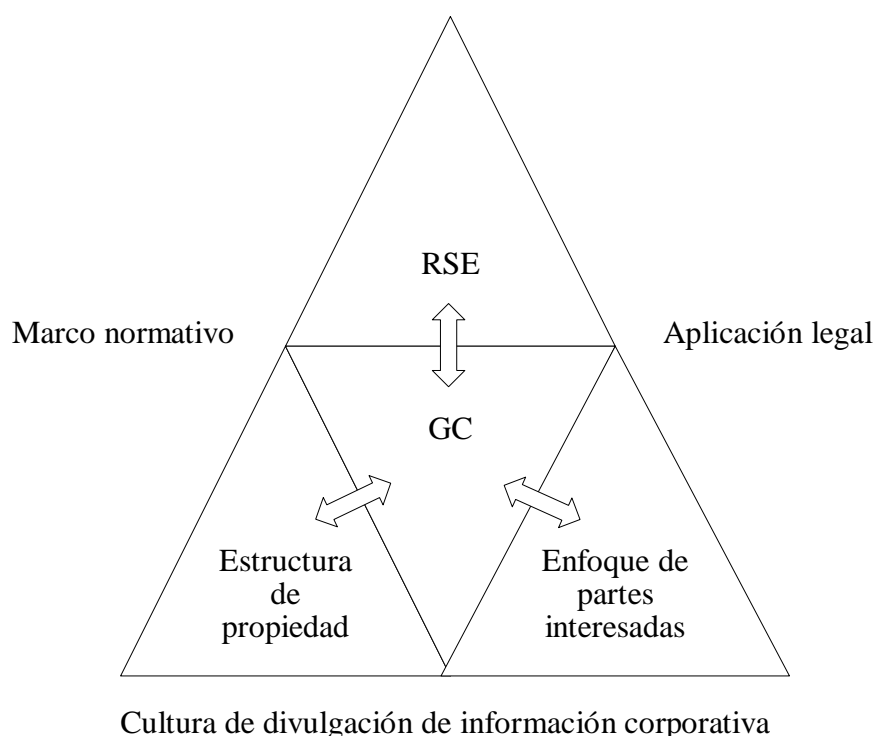 RSE
Marco normativo
Aplicación legal
GC
Estructura
de
propiedad
Enfoque de
partes
interesadas
Cultura de divulgación de información corporativa